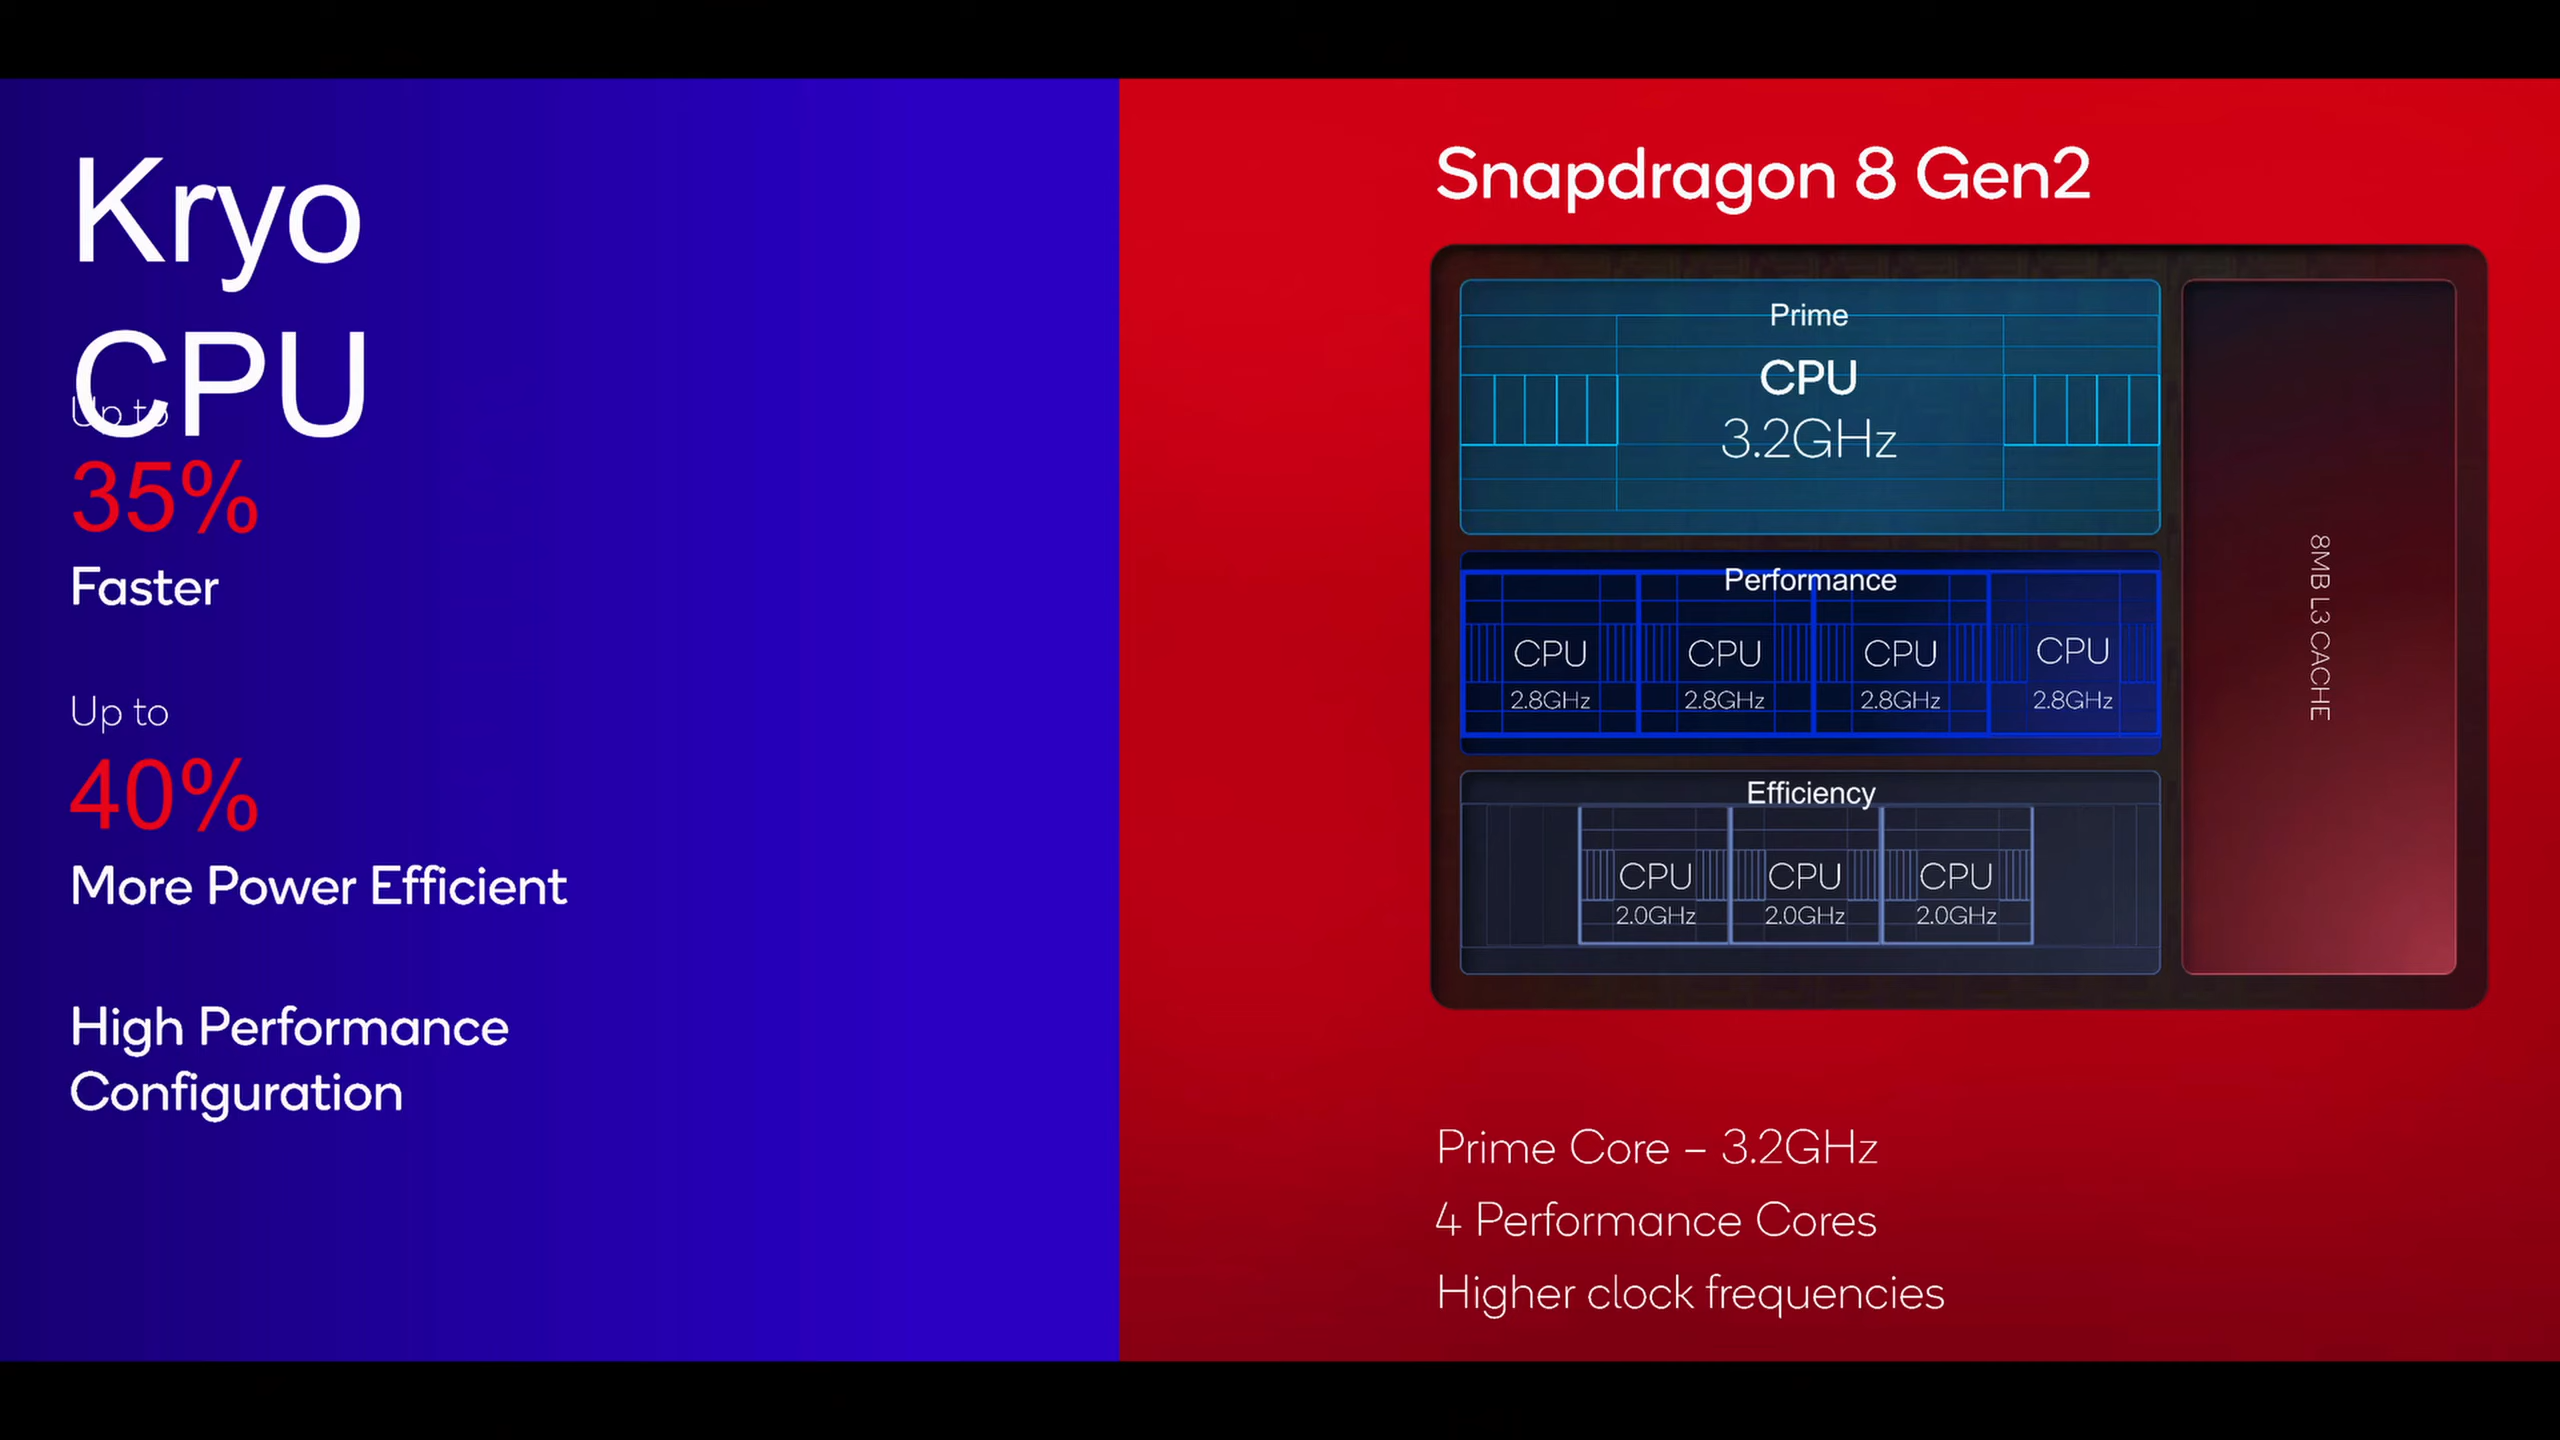 Kryo
CPU
Up to
35%
Faster
Up to
40%
More Power Efficient
High Performance
Configuration
Snapdragon 8 Gen2
Prime
CPU
3.2GHz
Performance
CPU CPU CPU CPU
2.8GHz 2.8GHz 2.8GHz 2.8GHz
Efficiency
CPU CPU CPU
2.0GHz 2.0GHz 2.0GHz
8MB L3 CACHE
Prime Core – 3.2GHz
4 Performance Cores
Higher clock frequencies